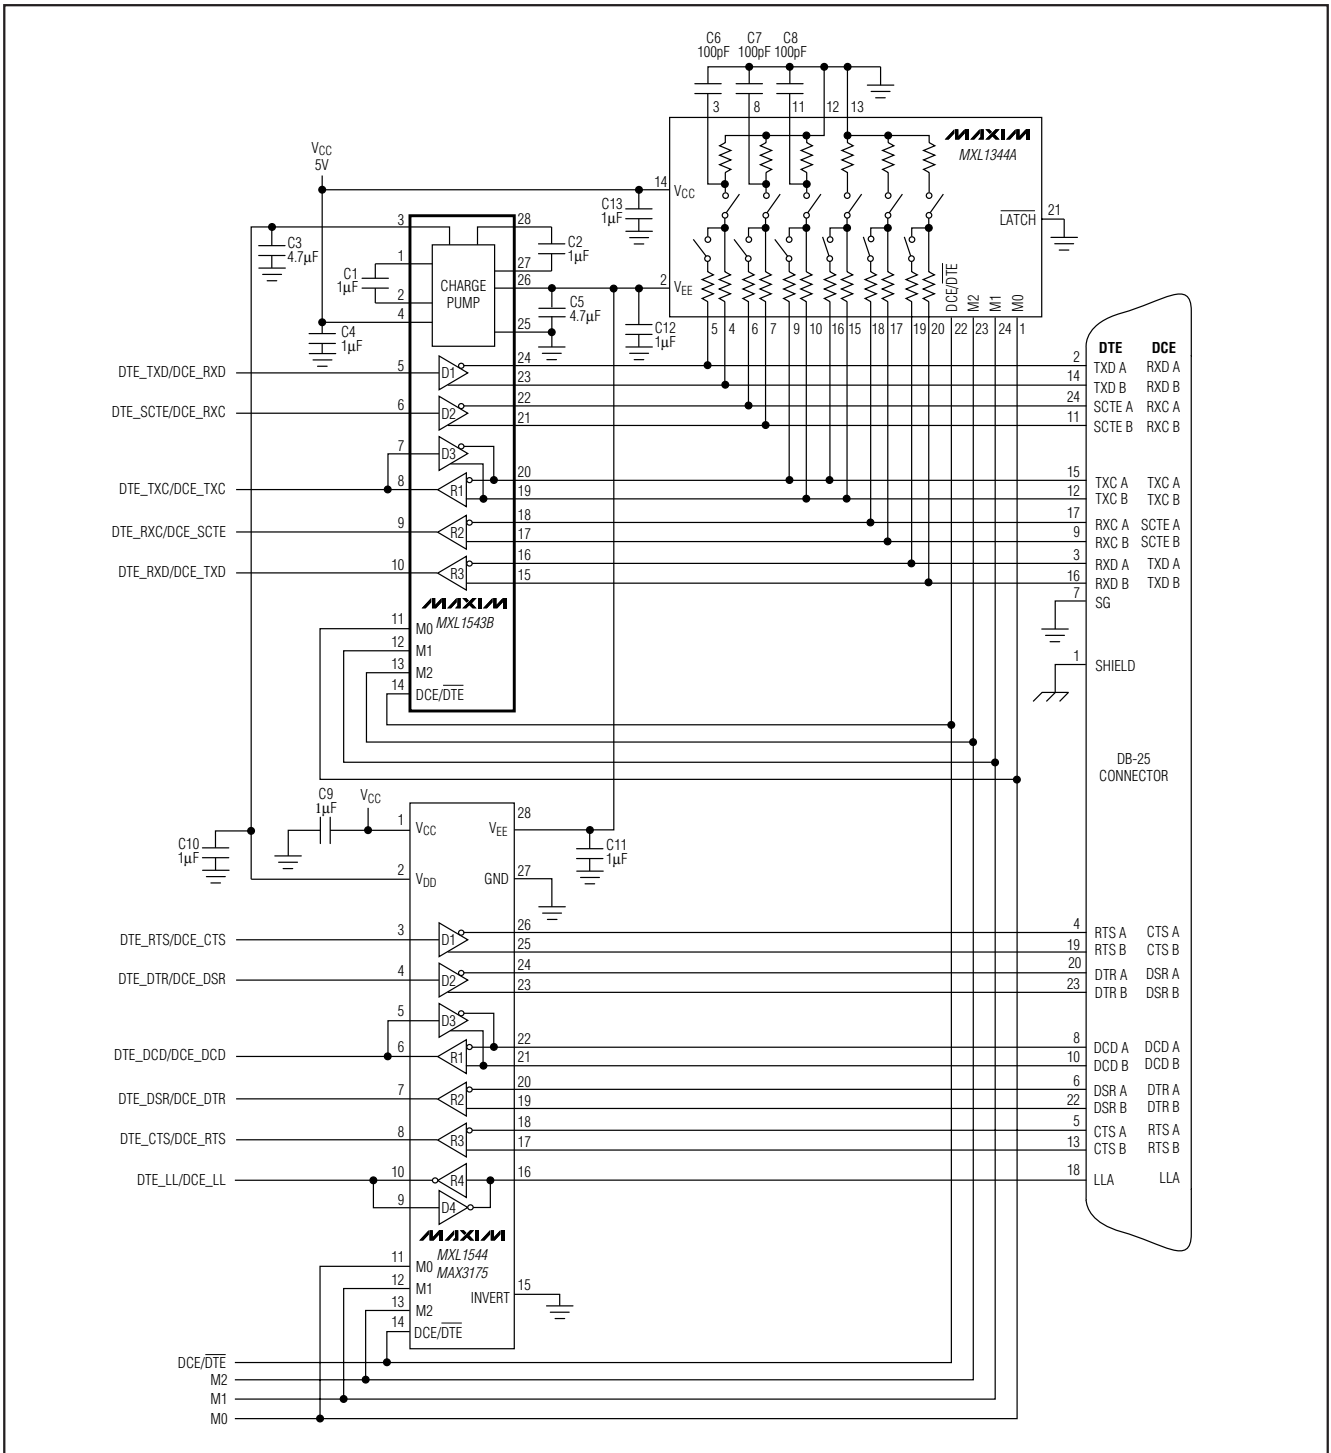 C6 C7 C8
100pF 100pF 100pF
3 8 11 12 13
MAXIM
MXL1344A
VCC
5V
14 VCC
C13
1µF
LATCH 21
3 28
C3
4.7µF
C2
1µF
1 27
C1
1µF
CHARGE
PUMP
26 2 VEE
DCE/DTE M2 M1 M0
2
C5
4.7µF
4 25
C4
1µF
C12
1µF
5 4 6 7 9 10 16 15 18 17 19 20 22 23 24 1
DTE DCE
DTE_TXD/DCE_RXD 5 D1 24 2 TXD A RXD A
23 14 TXD B RXD B
DTE_SCTE/DCE_RXC 6 D2 22 24 SCTE A RXC A
21 11 SCTE B RXC B
7 D3
20 15 TXC A TXC A
DTE_TXC/DCE_TXC 8 R1 19 12 TXC B TXC B
18 17 RXC A SCTE A
DTE_RXC/DCE_SCTE 9 R2 17 9 RXC B SCTE B
16 3 RXD A TXD A
DTE_RXD/DCE_TXD 10 R3 15 16 RXD B TXD B
7 SG
MAXIM
MXL1543B
11 M0
12 M1
13 M2
14 DCE/DTE
1 SHIELD
DB-25
CONNECTOR
C9
1µF
VCC
1 VCC VEE 28
C10
1µF
C11
1µF
2 VDD GND 27
DTE_RTS/DCE_CTS 3 D1 26 4 RTS A CTS A
25 19 RTS B CTS B
DTE_DTR/DCE_DSR 4 D2 24 20 DTR A DSR A
23 23 DTR B DSR B
5 D3
22 8 DCD A DCD A
DTE_DCD/DCE_DCD 6 R1 21 10 DCD B DCD B
20 6 DSR A DTR A
DTE_DSR/DCE_DTR 7 R2 19 22 DSR B DTR B
18 5 CTS A RTS A
DTE_CTS/DCE_RTS 8 R3 17 13 CTS B RTS B
DTE_LL/DCE_LL 10 R4 16 18 LLA LLA
9 D4
MAXIM
MXL1544
MAX3175
11 M0
12 M1
INVERT 15
13 M2
14 DCE/DTE
DCE/DTE
M2
M1
M0